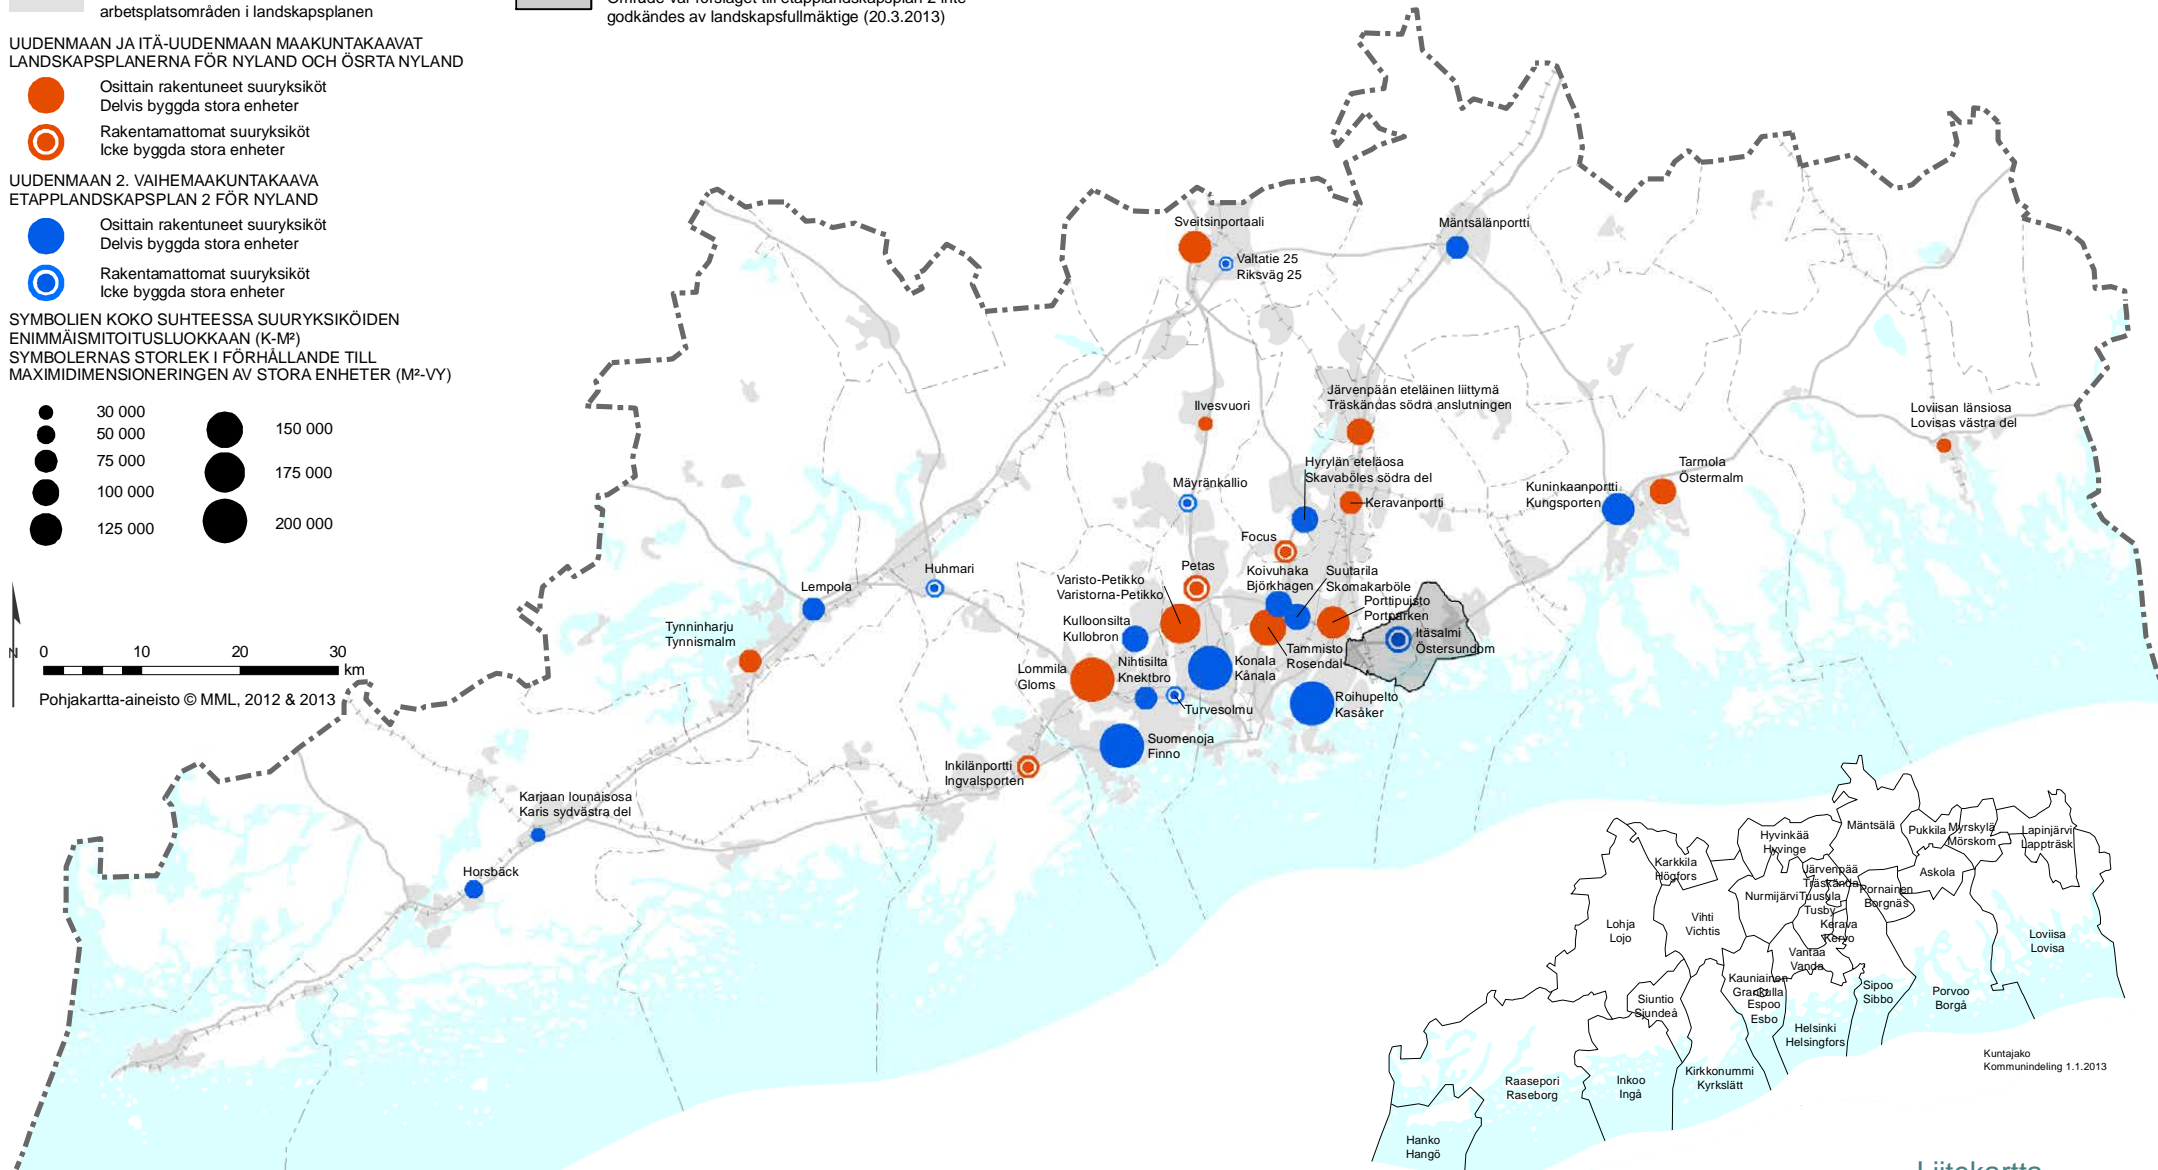 arbetsplatsområden i landskapsplanen
godkändes av landskapsfullmäktige (20.3.2013)
UUDENMAAN JA ITÄ-UUDENMAAN MAAKUNTAKAAVAT
LANDSKAPSPLANERNA FÖR NYLAND OCH ÖSRTA NYLAND
Osittain rakentuneet suuryksiköt
Delvis byggda stora enheter
Rakentamattomat suuryksiköt
Icke byggda stora enheter
UUDENMAAN 2. VAIHEMAAKUNTAKAAVA
ETAPPLANDSKAPSPLAN 2 FÖR NYLAND
Osittain rakentuneet suuryksiköt
Delvis byggda stora enheter
Rakentamattomat suuryksiköt
Icke byggda stora enheter
SYMBOLIEN KOKO SUHTEESSA SUURYKSIKÖIDEN
ENIMMÄISMITOITUSLUOKKAAN (K-M²)
SYMBOLERNAS STORLEK I FÖRHÅLLANDE TILL
MAXIMIDIMENSIONERINGEN AV STORA ENHETER (M²-VY)
30 000
50 000
75 000
100 000
125 000
150 000
175 000
200 000
N
0 10 20 30
km
Pohjakartta-aineisto © MML, 2012 & 2013
Sveitsinportaali
Valtatie 25
Riksväg 25
Mäntsälänportti
Ilvesvuori
Järvenpään eteläinen liittymä
Träskändas södra anslutningen
Loviisan länsiosa
Lovisas västra del
Hyrylän eteläosa
Skavaböles södra del
Mäyränkallio
Keravanportti
Kuninkaanportti
Kungsporten
Tarmola
Östermalm
Focus
Petas
Koivuhaka
Björkhagen
Suutarila
Skomakarböle
Porttipuisto
Portparken
Varisto-Petikko
Varistorna-Petikko
Huhmari
Lempola
Tynninharju
Tynnismalm
Kulloonsilta
Kullobron
Itäsalmi
Östersundom
Tammisto
Rosendal
Konala
Kånala
Nihtisilta
Knektbro
Lommila
Gloms
Turvesolmu
Roihupelto
Kasåker
Suomenoja
Finno
Inkilänportti
Ingvalsporten
Karjaan lounaisosa
Karis sydvästra del
Horsbäck
Mäntsälä
Hyvinkää
Hyvinge
Pukkila
Myrskylä
Mörskom
Lapinjärvi
Lappträsk
Karkkila
Högfors
Järvenpää
Träskända
Askola
Nurmijärvi
Tuusula
Tusby
Pornainen
Borgnäs
Lohja
Lojo
Vihti
Vichtis
Kerava
Kervo
Loviisa
Lovisa
Vantaa
Vanda
Kauniainen
Grankulla
Espoo
Esbo
Sipoo
Sibbo
Porvoo
Borgå
Siuntio
Sjundeå
Helsinki
Helsingfors
Kirkkonummi
Kyrkslätt
Inkoo
Ingå
Raasepori
Raseborg
Hanko
Hangö
Kuntajako
Kommunindeling 1.1.2013